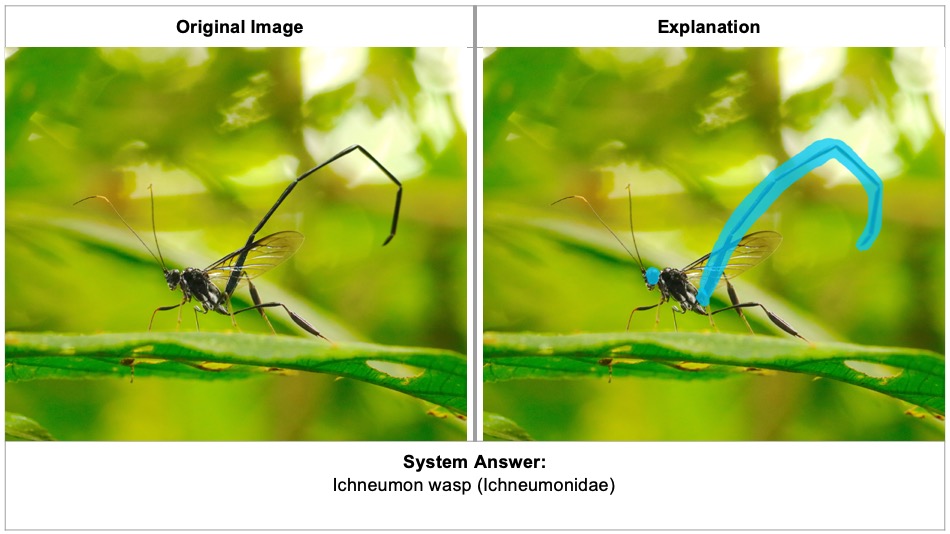 Original Image
Explanation
System Answer:
Ichneumon wasp (Ichneumonidae)